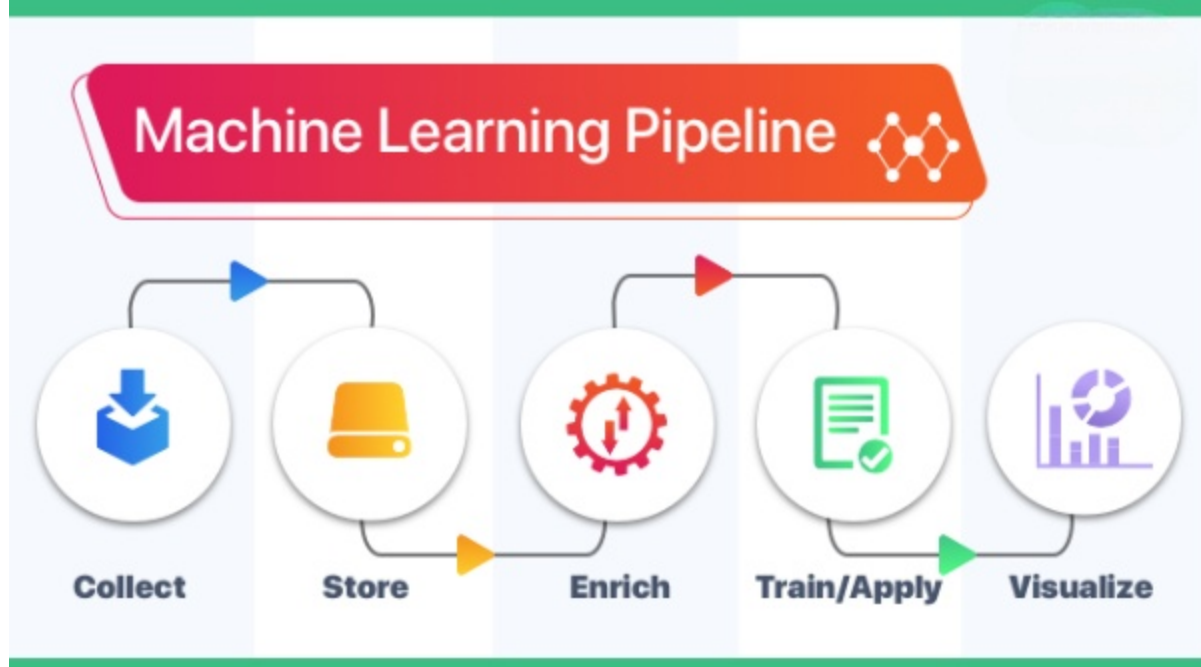 Machine Learning Pipeline
Collect
Store
Enrich
Train/Apply
Visualize